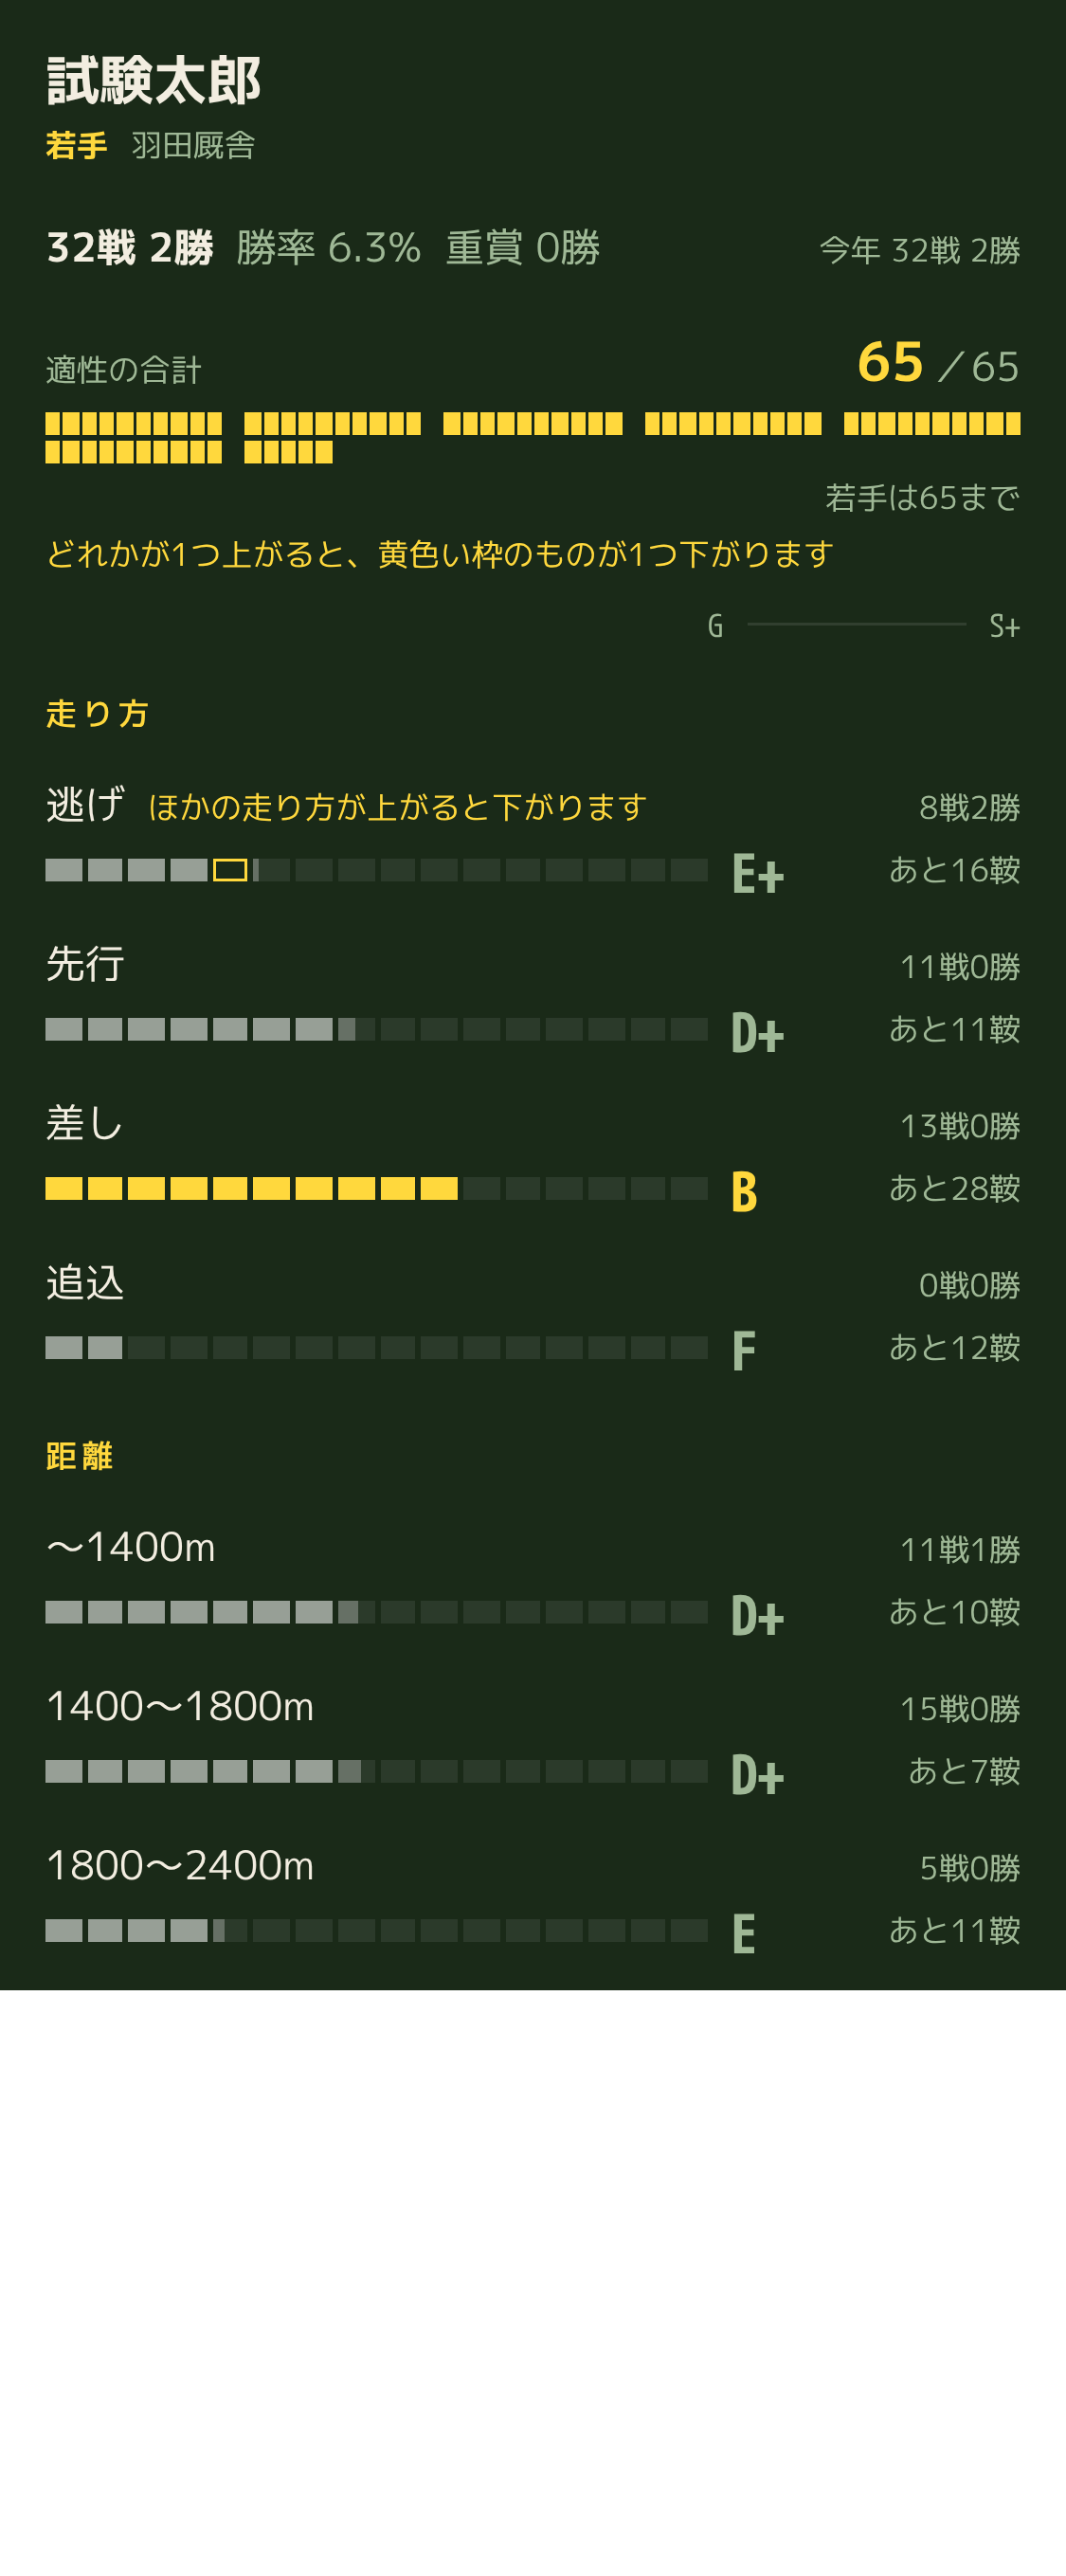 試験太郎
若手 羽田厩舎
32戦 2勝 勝率 6.3% 重賞 0勝 今年 32戦 2勝
適性の合計 65 ／65
若手は65まで
どれかが1つ上がると、黄色い枠のものが1つ下がります
G S+
走り方
逃げ ほかの走り方が上がると下がります 8戦2勝
E+ あと16鞍
先行 11戦0勝
D+ あと11鞍
差し 13戦0勝
B あと28鞍
追込 0戦0勝
F あと12鞍
距離
〜1400m 11戦1勝
D+ あと10鞍
1400〜1800m 15戦0勝
D+ あと7鞍
1800〜2400m 5戦0勝
E あと11鞍